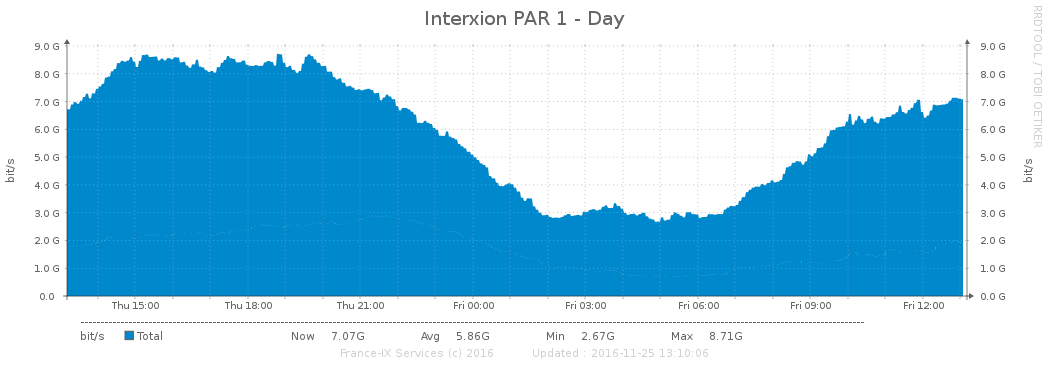 Interxion PAR 1 - Day
RRDTOOL / TOBI OETIKER
bit/s
9.0 G
8.0 G
7.0 G
6.0 G
5.0 G
4.0 G
3.0 G
2.0 G
1.0 G
0.0
9.0 G
8.0 G
7.0 G
6.0 G
5.0 G
4.0 G
3.0 G
2.0 G
1.0 G
0.0 G
bit/s
Thu 15:00 Thu 18:00 Thu 21:00 Fri 00:00 Fri 03:00 Fri 06:00 Fri 09:00 Fri 12:00
bit/s Total Now 7.07G Avg 5.86G Min 2.67G Max 8.71G
France-IX Services (c) 2016 Updated : 2016-11-25 13:10:06